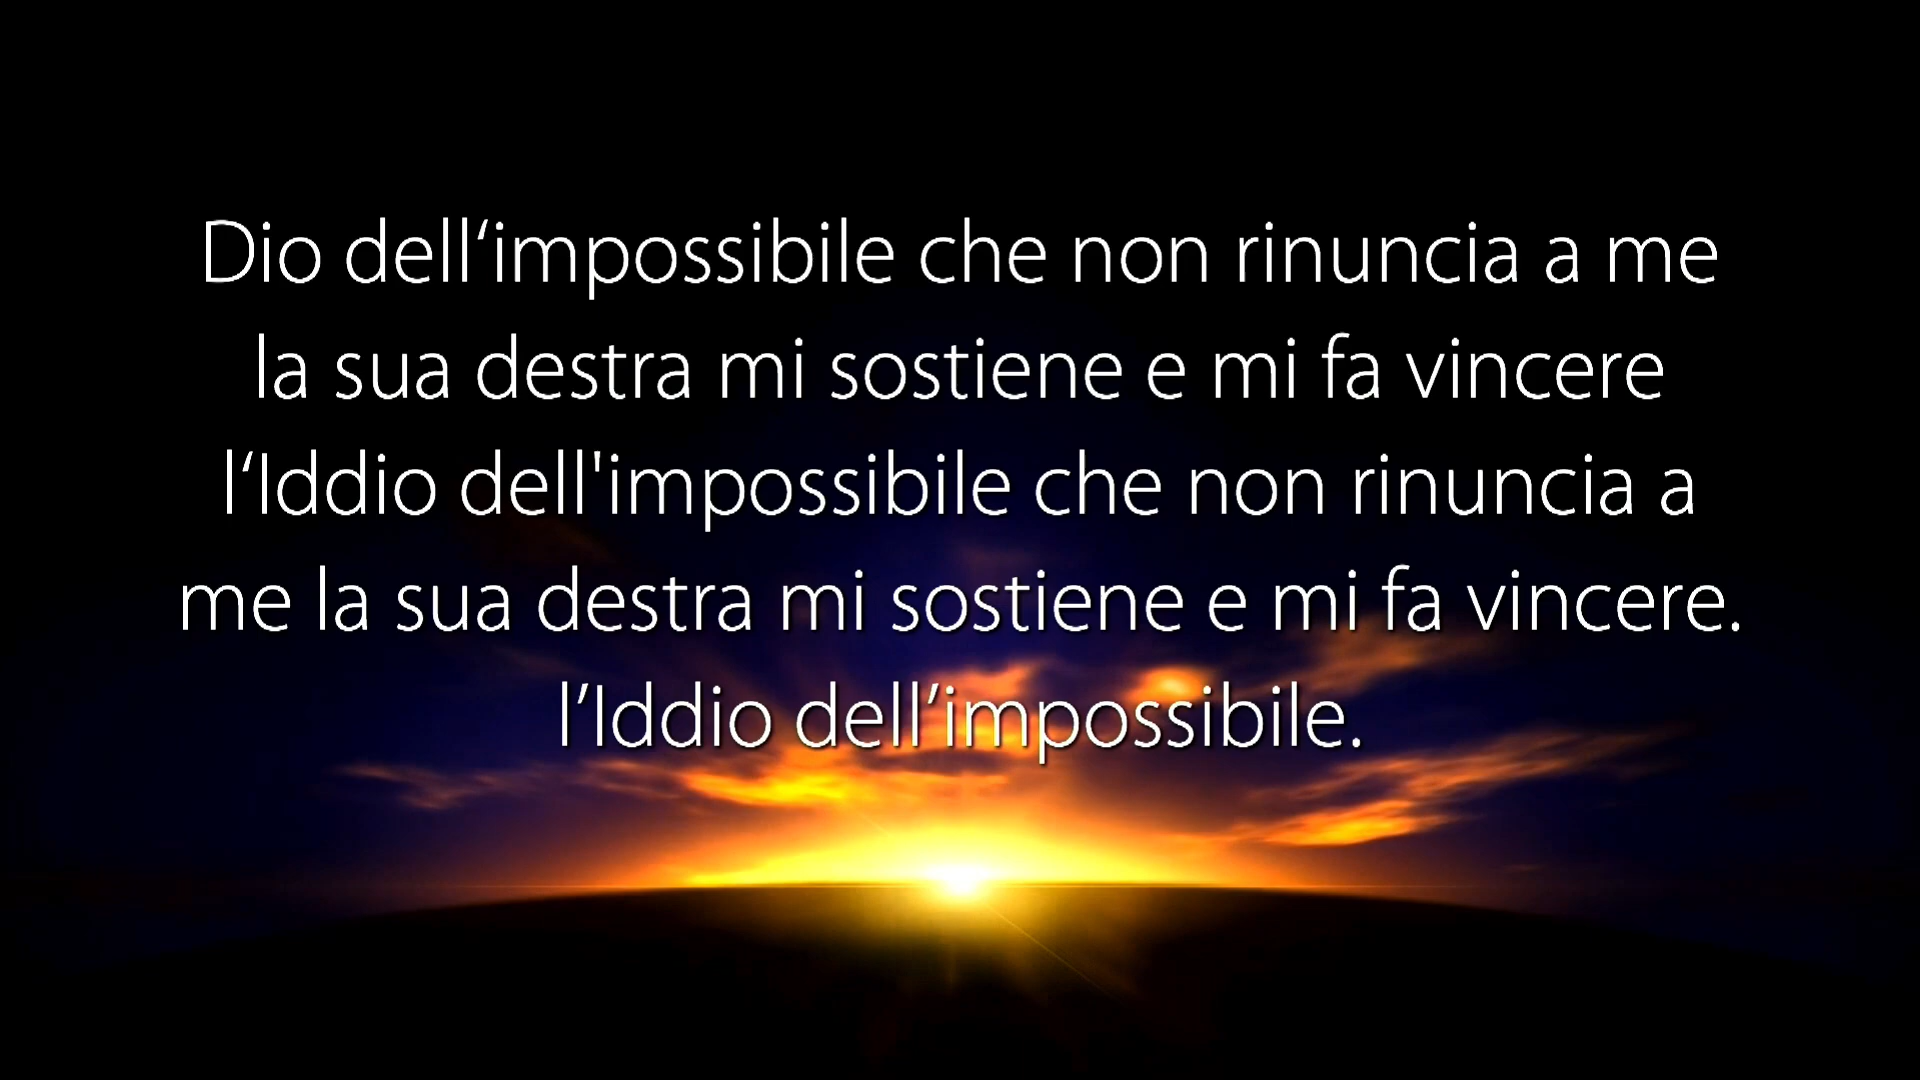 Dio dell‘impossibile che non rinuncia a me
la sua destra mi sostiene e mi fa vincere
l‘Iddio dell'impossibile che non rinuncia a
me la sua destra mi sostiene e mi fa vincere.
l’Iddio dell’impossibile.